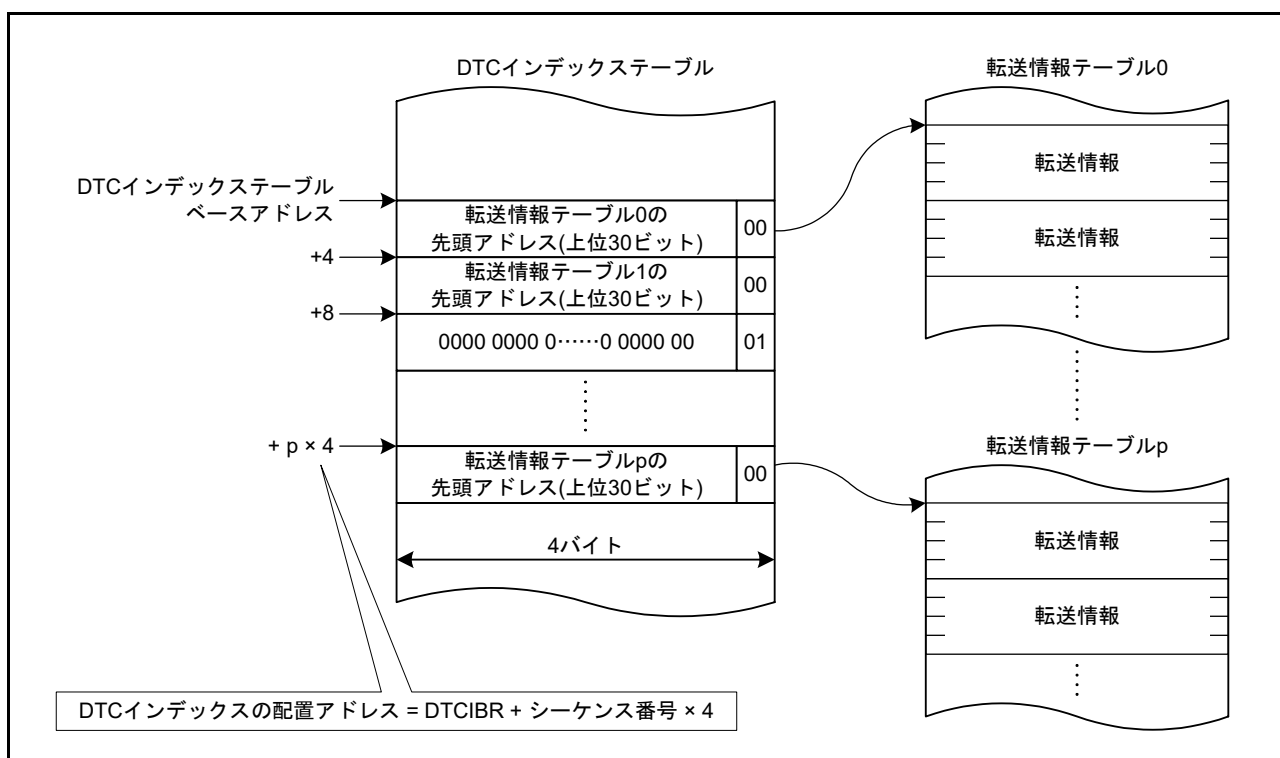 DTCインデックステーブル
転送情報テーブル0
転送情報
転送情報
DTCインデックステーブル
ベースアドレス
転送情報テーブル0の
先頭アドレス(上位30ビット)
00
+4
転送情報テーブル1の
先頭アドレス(上位30ビット)
00
+8
0000 0000 0……0 0000 00
01
+ p × 4
転送情報テーブルpの
先頭アドレス(上位30ビット)
00
転送情報テーブルp
転送情報
転送情報
4バイト
DTCインデックスの配置アドレス = DTCIBR + シーケンス番号 × 4